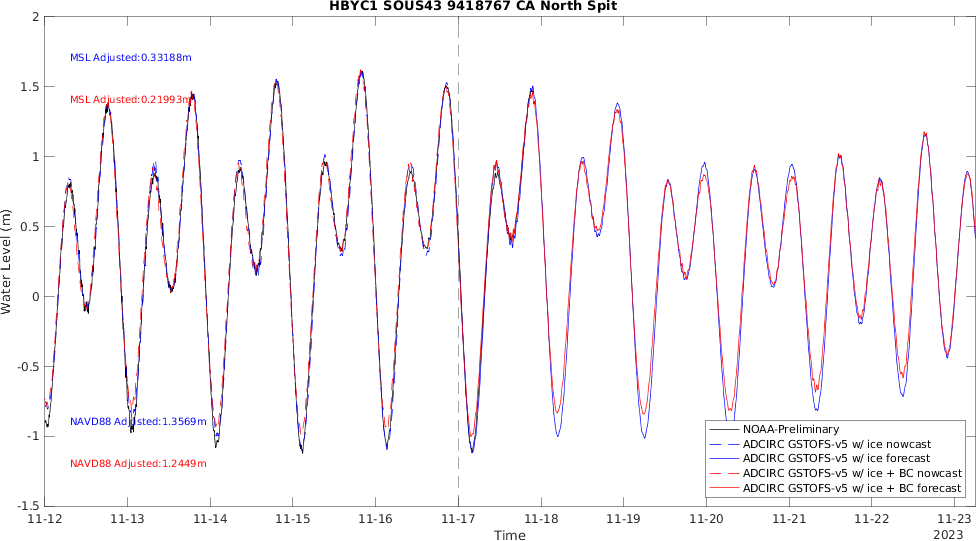 HBYC1 SOUS43 9418767 CA North Spit
2
1.5
1
0.5
0
-0.5
-1
-1.5
Water Level (m)
MSL Adjusted:0.33188m
MSL Adjusted:0.21993m
NAVD88 Adjusted:1.3569m
NAVD88 Adjusted:1.2449m
NOAA-Preliminary
ADCIRC GSTOFS-v5 w/ ice nowcast
ADCIRC GSTOFS-v5 w/ ice forecast
ADCIRC GSTOFS-v5 w/ ice + BC nowcast
ADCIRC GSTOFS-v5 w/ ice + BC forecast
11-12 11-13 11-14 11-15 11-16 11-17 11-18 11-19 11-20 11-21 11-22 11-23
Time
2023